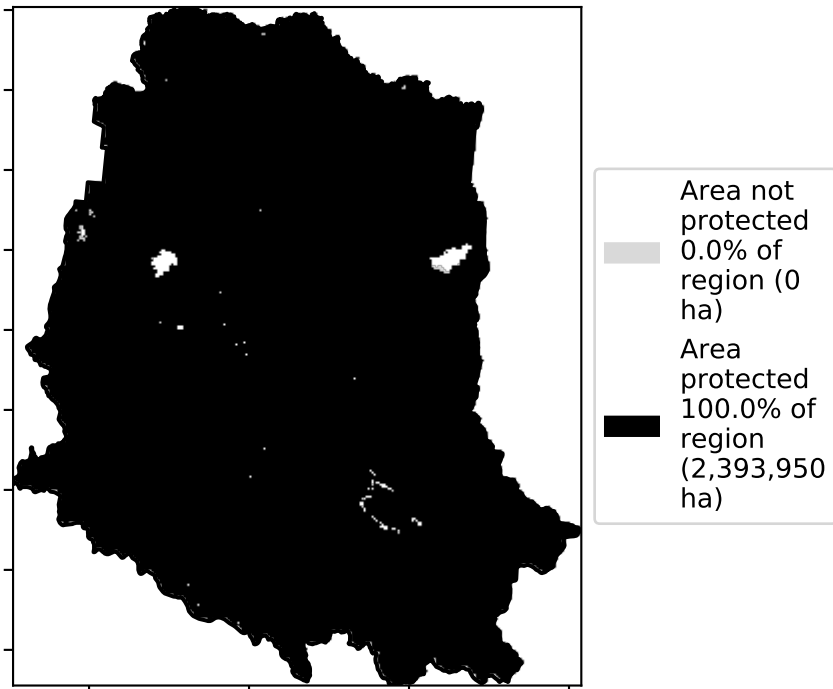 Area not
protected
0.0% of
region (0
ha)
Area
protected
100.0% of
region
(2,393,950
ha)